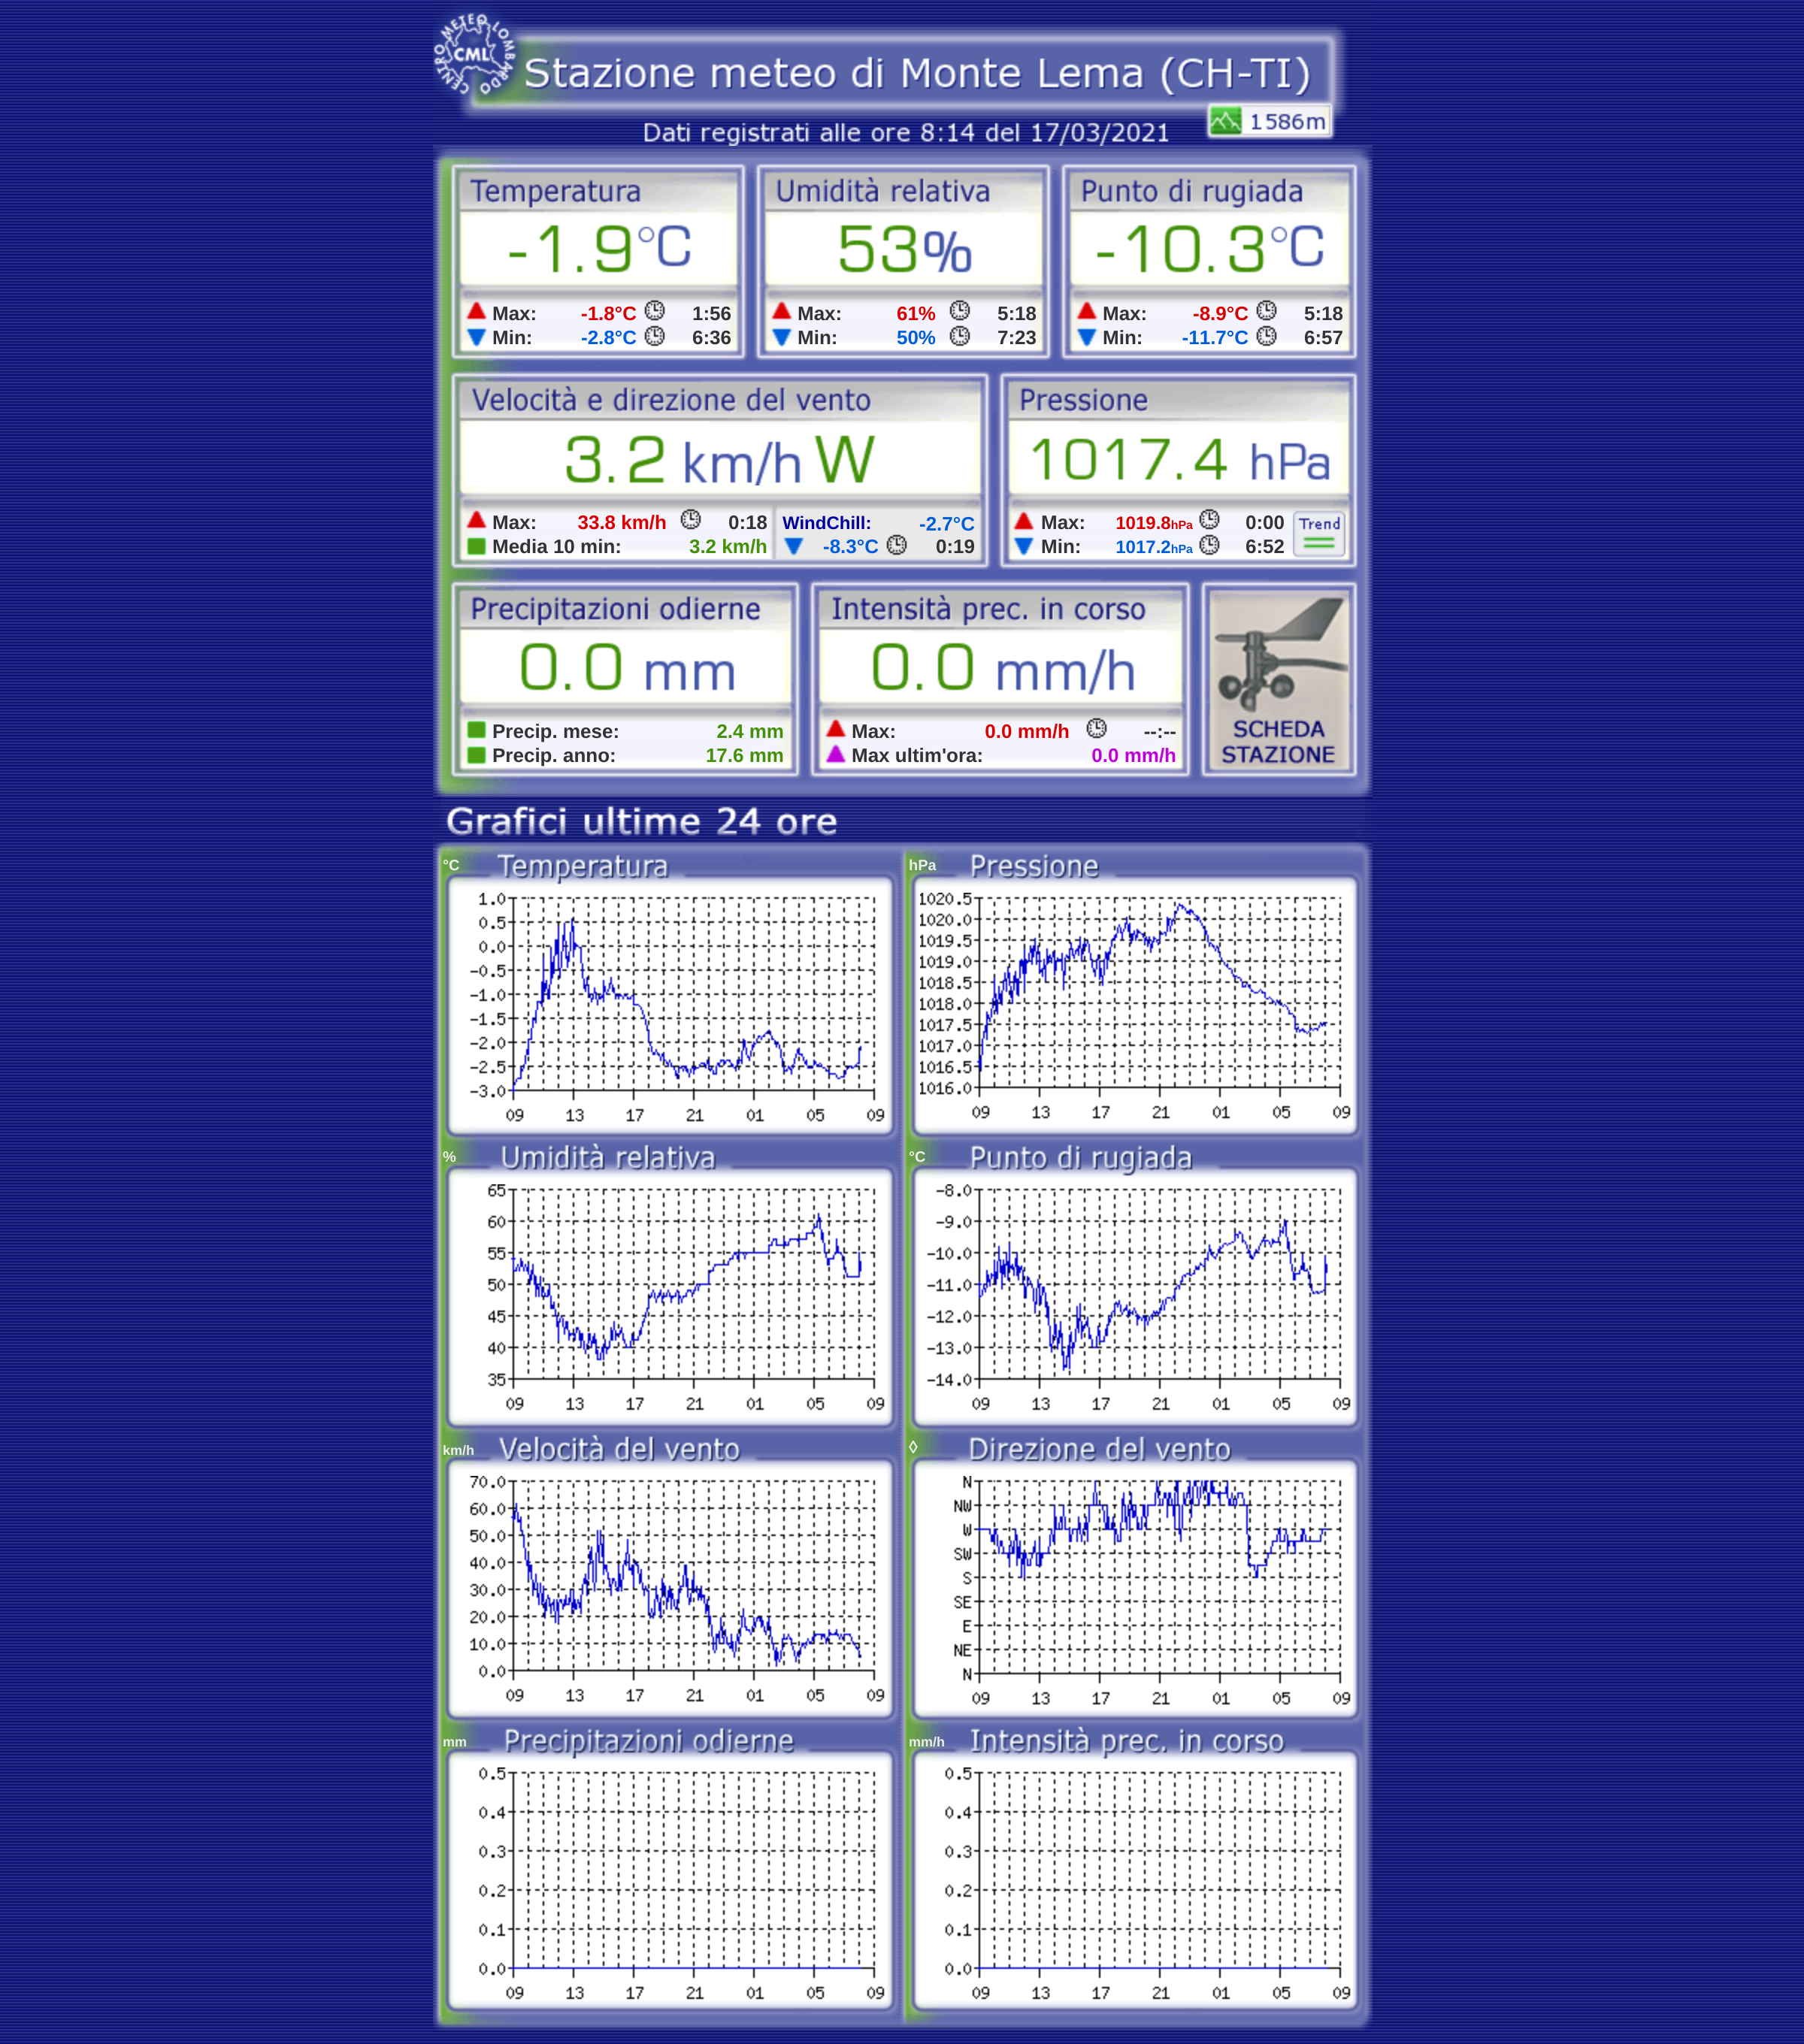 CENTRO METEO LOMBARDO
CML
Stazione meteo di Monte Lema (CH-TI)
1586m
Dati registrati alle ore 8:14 del 17/03/2021
Temperatura Umidità relativa Punto di rugiada
-1.9°C 53% -10.3°C
Max: -1.8°C 1:56 Max: 61% 5:18 Max: -8.9°C 5:18
Min: -2.8°C 6:36 Min: 50% 7:23 Min: -11.7°C 6:57
Velocità e direzione del vento Pressione
3.2 km/h W 1017.4 hPa
Max: 33.8 km/h 0:18 WindChill: -2.7°C Max: 1019.8hPa 0:00 Trend
Media 10 min: 3.2 km/h -8.3°C 0:19 Min: 1017.2hPa 6:52
Precipitazioni odierne Intensità prec. in corso
0.0 mm 0.0 mm/h
Precip. mese: 2.4 mm Max: 0.0 mm/h --:-- SCHEDA
Precip. anno: 17.6 mm Max ultim'ora: 0.0 mm/h STAZIONE
Grafici ultime 24 ore
°C Temperatura
1.0
0.5
0.0
-0.5
-1.0
-1.5
-2.0
-2.5
-3.0
09 13 17 21 01 05 09
hPa Pressione
1020.5
1020.0
1019.5
1019.0
1018.5
1018.0
1017.5
1017.0
1016.5
1016.0
09 13 17 21 01 05 09
% Umidità relativa
65
60
55
50
45
40
35
09 13 17 21 01 05 09
°C Punto di rugiada
-8.0
-9.0
-10.0
-11.0
-12.0
-13.0
-14.0
09 13 17 21 01 05 09
km/h Velocità del vento
70.0
60.0
50.0
40.0
30.0
20.0
10.0
0.0
09 13 17 21 01 05 09
◊ Direzione del vento
N
NW
W
SW
S
SE
E
NE
N
09 13 17 21 01 05 09
mm Precipitazioni odierne
0.5
0.4
0.3
0.2
0.1
0.0
09 13 17 21 01 05 09
mm/h Intensità prec. in corso
0.5
0.4
0.3
0.2
0.1
0.0
09 13 17 21 01 05 09